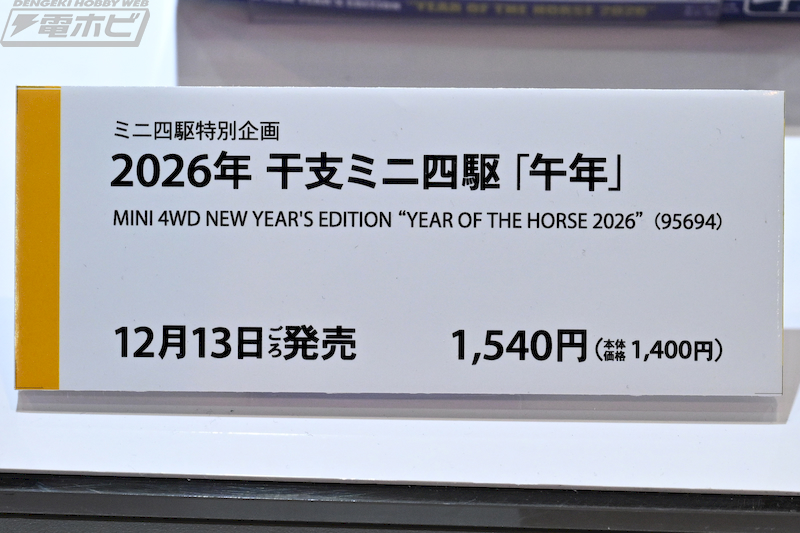 DENGEKI HOBBY WEB
電ホビ
YEAR'S EDITION "YEAR OF THE HORSE 2026"
ミニ四駆特別企画
2026年 干支ミニ四駆「午年」
MINI 4WD NEW YEAR'S EDITION “YEAR OF THE HORSE 2026”（95694）
12月13日ごろ発売
1,540円（本体価格 1,400円）